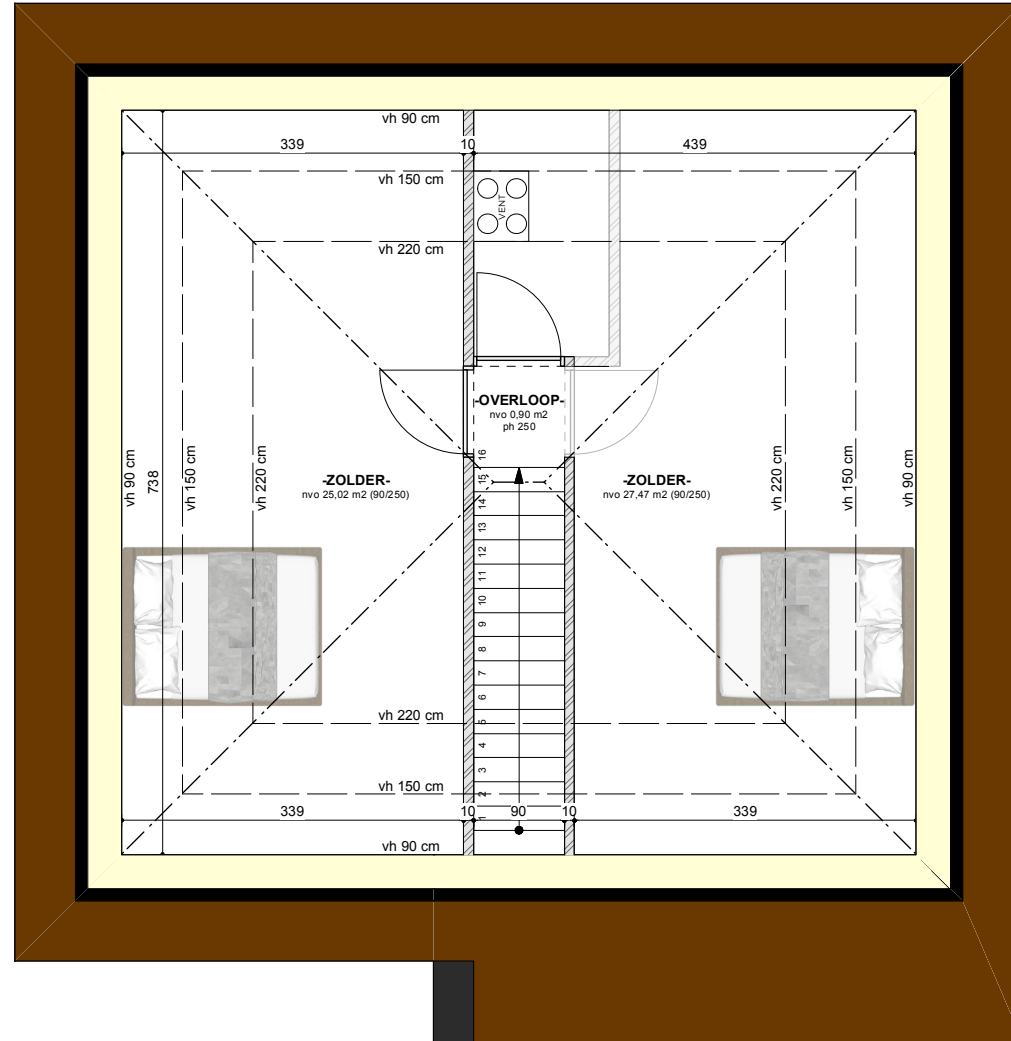 vh 90 cm
339
10
439
vh 150 cm
VENT
vh 220 cm
-OVERLOOP-
nvo 0,90 m2
ph 250
-ZOLDER-
nvo 25,02 m2 (90/250)
-ZOLDER-
nvo 27,47 m2 (90/250)
vh 90 cm
738
vh 150 cm
vh 220 cm
vh 220 cm
vh 150 cm
vh 90 cm
16
15
14
13
12
11
10
9
8
7
6
5
4
3
2
1
vh 220 cm
vh 150 cm
339
10
90
10
339
vh 90 cm